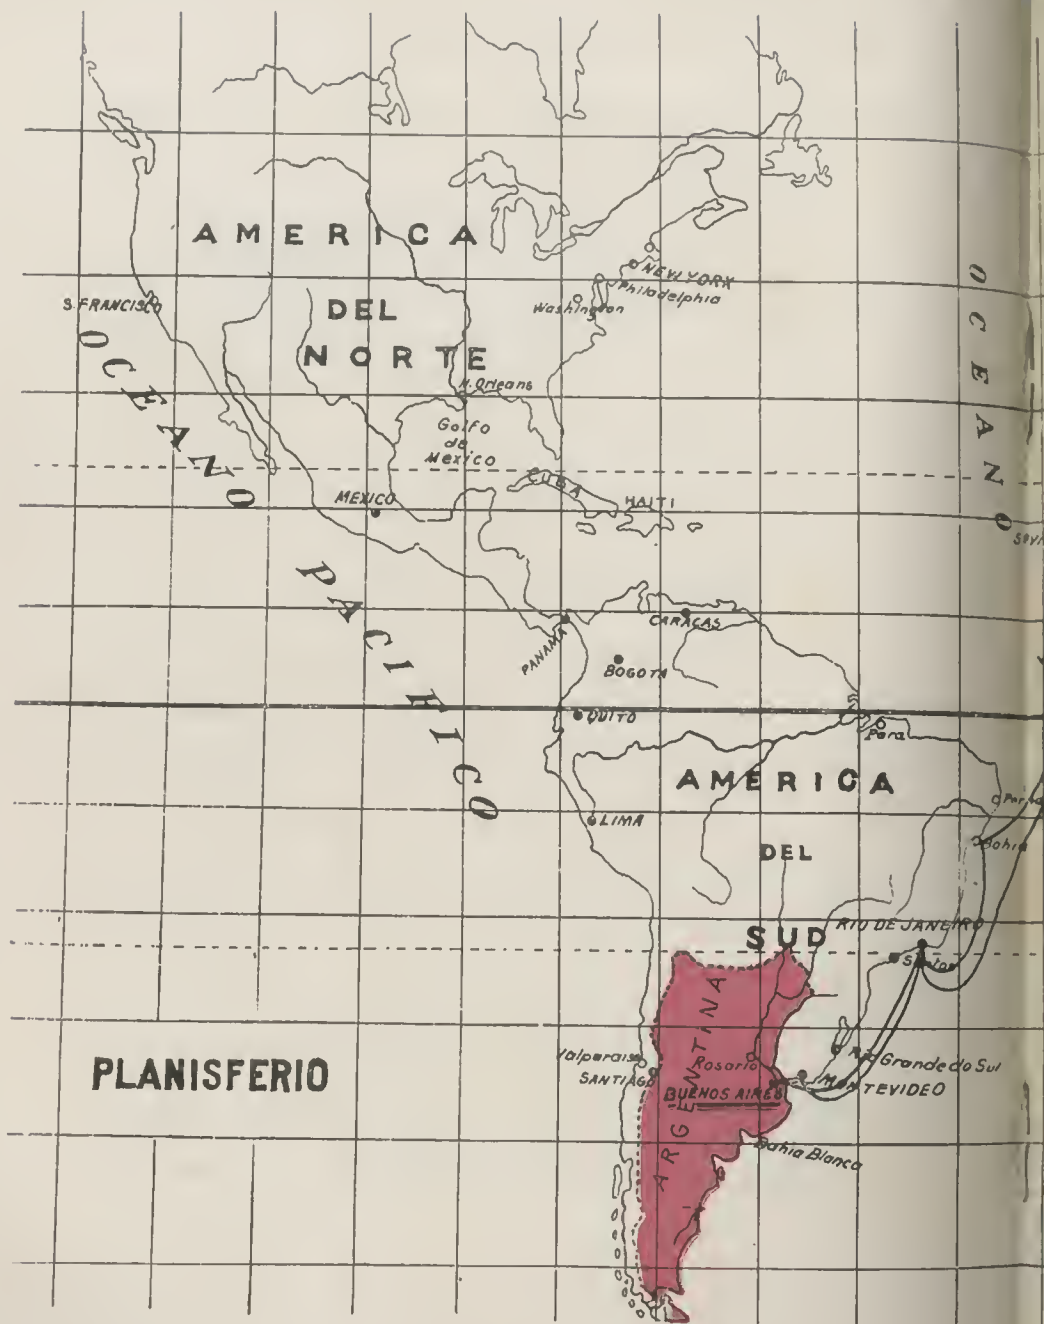 AMERICA
DEL
NORTE
NEW YORK
Philadelphia
Washington
S. FRANCISCO
OCEANO PACIFICO
OCEANO
N. Orleans
Golfo
de
Mexico
CUBA
HAITI
MEXICO
PANAMA
CARACAS
BOGOTA
QUITO
Para
AMERICA
DEL
SUD
LIMA
Bahia
RIO DE JANEIRO
Santos
ARGENTINA
Valparaiso
SANTIAGO
Rosario
Rio Grande do Sul
BUENOS AIRES
MONTEVIDEO
Bahia Blanca
PLANISFERIO